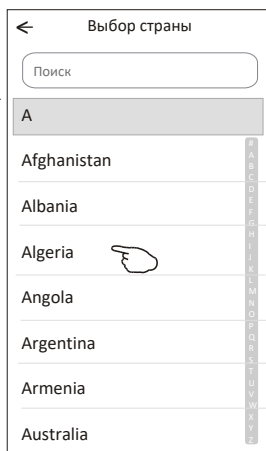 Выбор страны
Поиск
A
Afghanistan
Albania
Algeria
Angola
Argentina
Armenia
Australia
#
A
B
C
D
E
F
G
H
I
J
K
L
M
N
O
P
Q
R
S
T
U
V
W
X
Y
Z